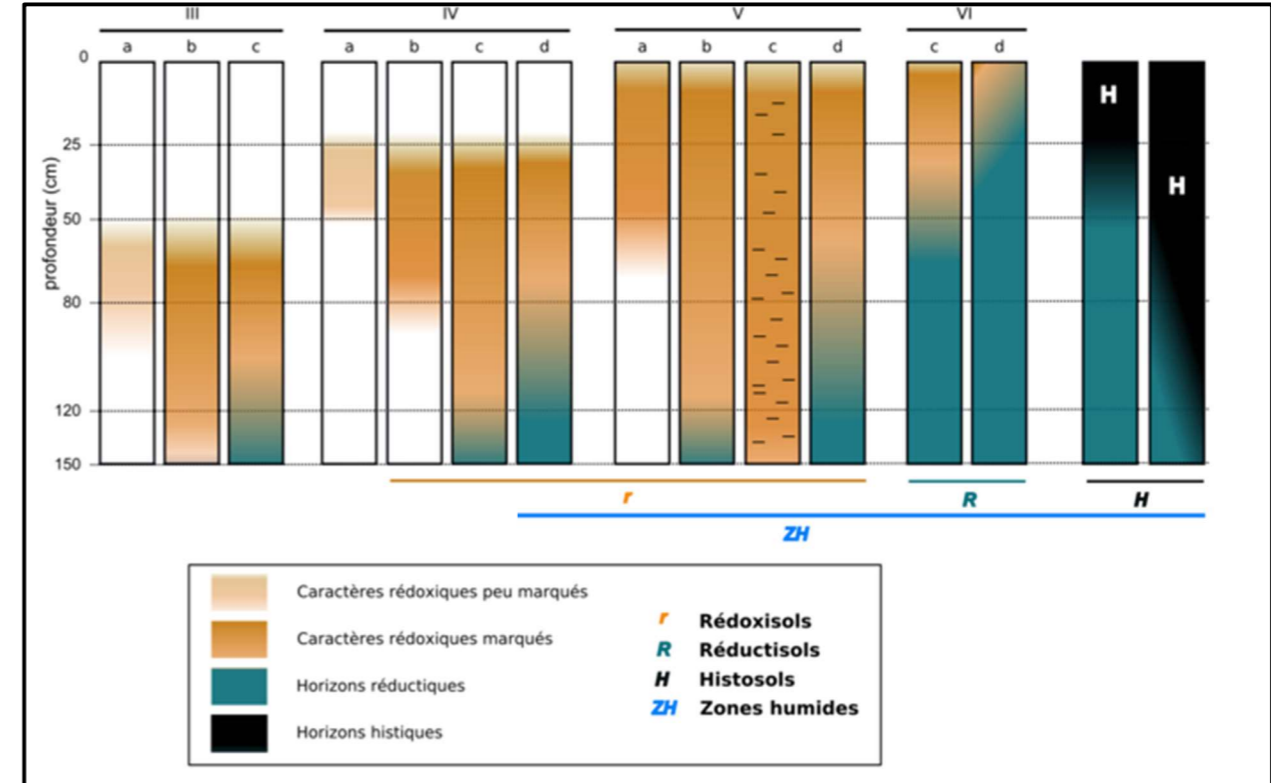 III IV V VI
a b c a b c d a b c d c d
0
25
50
80
120
150
profondeur (cm)
H
H
r R H
ZH
Caractères rédoxiques peu marqués
Caractères rédoxiques marqués
Horizons réductiques
Horizons histiques
r Rédoxisols
R Réductisols
H Histosols
ZH Zones humides